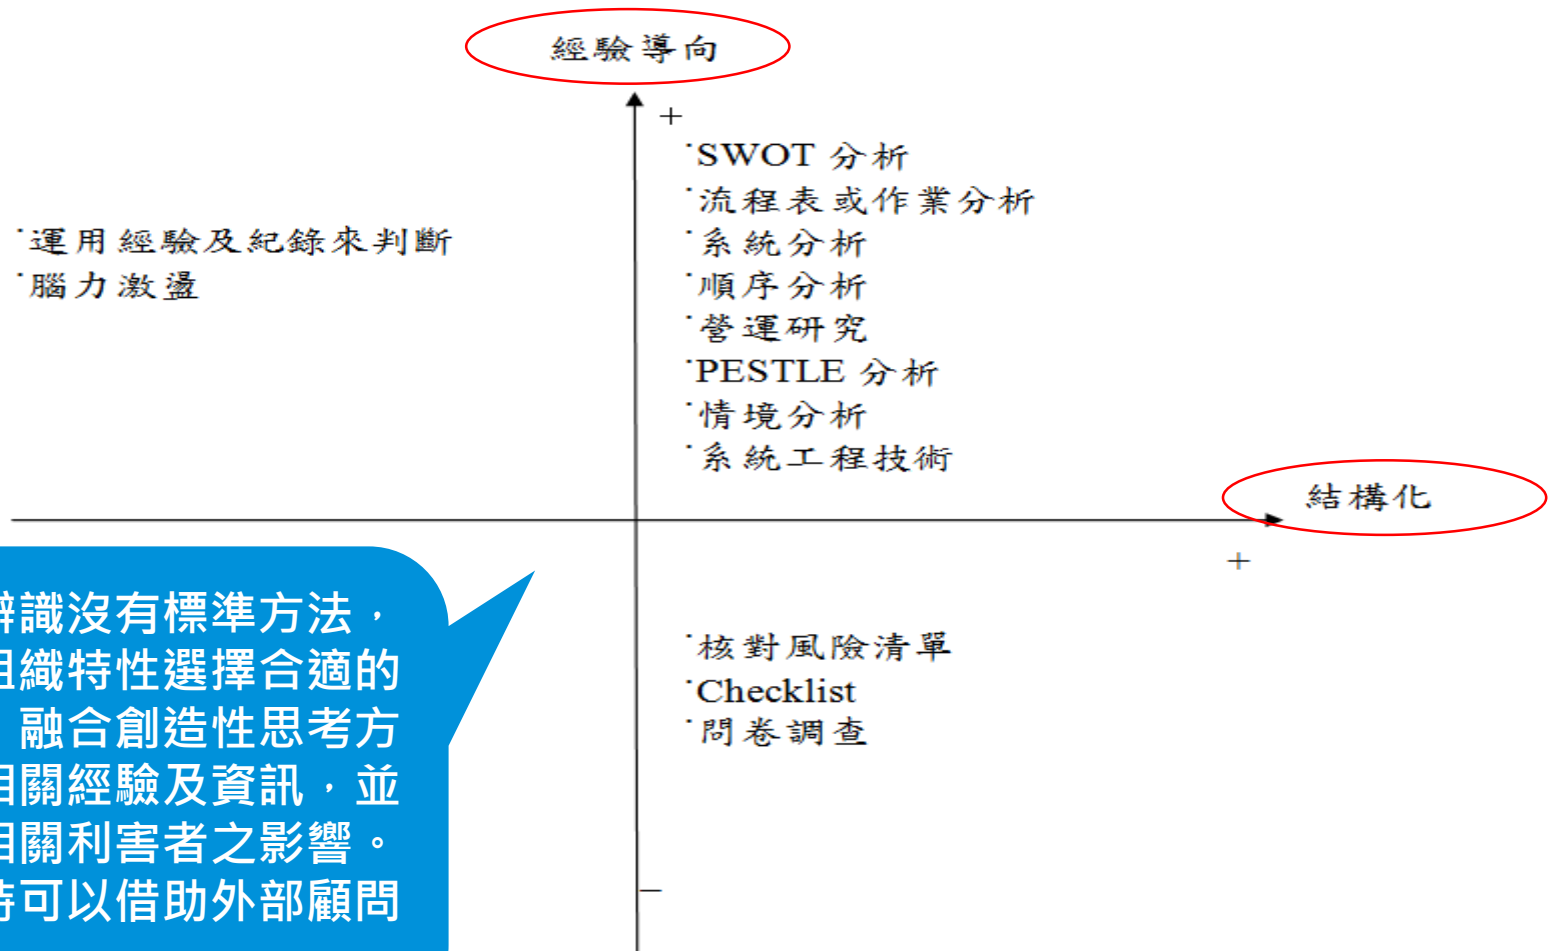 經驗導向
+
˙SWOT 分析
˙流程表或作業分析
˙系統分析
˙順序分析
˙營運研究
˙PESTLE 分析
˙情境分析
˙系統工程技術
˙運用經驗及紀錄來判斷
˙腦力激盪
結構化
+
˙核對風險清單
˙Checklist
˙問卷調查
−
辨識沒有標準方法，
組織特性選擇合適的
融合創造性思考方
相關經驗及資訊，並
相關利害者之影響。
時可以借助外部顧問